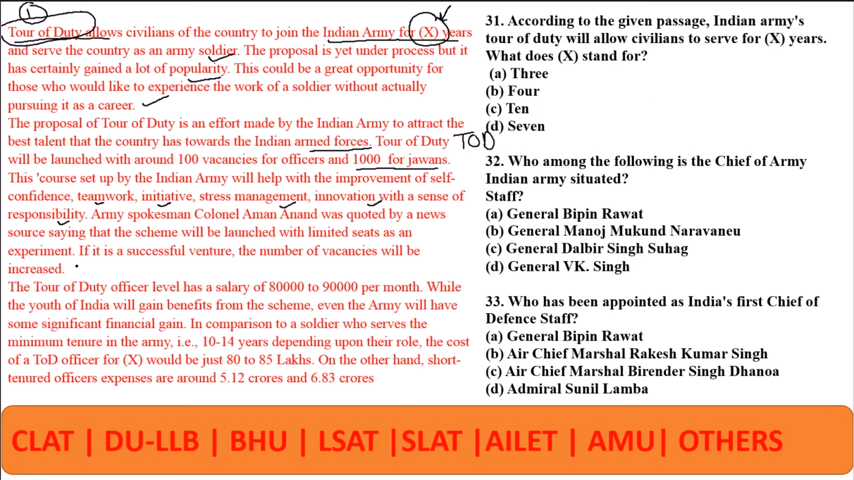 ①
Tour of Duty allows civilians of the country to join the Indian Army for (X) years
and serve the country as an army soldier. The proposal is yet under process but it
has certainly gained a lot of popularity. This could be a great opportunity for
those who would like to experience the work of a soldier without actually
pursuing it as a career.
The proposal of Tour of Duty is an effort made by the Indian Army to attract the
best talent that the country has towards the Indian armed forces. Tour of Duty TOD
will be launched with around 100 vacancies for officers and 1000 for jawans.
This 'course set up by the Indian Army will help with the improvement of self-
confidence, teamwork, initiative, stress management, innovation with a sense of
responsibility. Army spokesman Colonel Aman Anand was quoted by a news
source saying that the scheme will be launched with limited seats as an
experiment. If it is a successful venture, the number of vacancies will be
increased.
The Tour of Duty officer level has a salary of 80000 to 90000 per month. While
the youth of India will gain benefits from the scheme, even the Army will have
some significant financial gain. In comparison to a soldier who serves the
minimum tenure in the army, i.e., 10-14 years depending upon their role, the cost
of a ToD officer for (X) would be just 80 to 85 Lakhs. On the other hand, short-
tenured officers expenses are around 5.12 crores and 6.83 crores
31. According to the given passage, Indian army's
tour of duty will allow civilians to serve for (X) years.
What does (X) stand for?
(a) Three
(b) Four
(c) Ten
(d) Seven
32. Who among the following is the Chief of Army
Indian army situated?
Staff?
(a) General Bipin Rawat
(b) General Manoj Mukund Naravaneu
(c) General Dalbir Singh Suhag
(d) General VK. Singh
33. Who has been appointed as India's first Chief of
Defence Staff?
(a) General Bipin Rawat
(b) Air Chief Marshal Rakesh Kumar Singh
(c) Air Chief Marshal Birender Singh Dhanoa
(d) Admiral Sunil Lamba
CLAT | DU-LLB | BHU | LSAT |SLAT |AILET | AMU| OTHERS